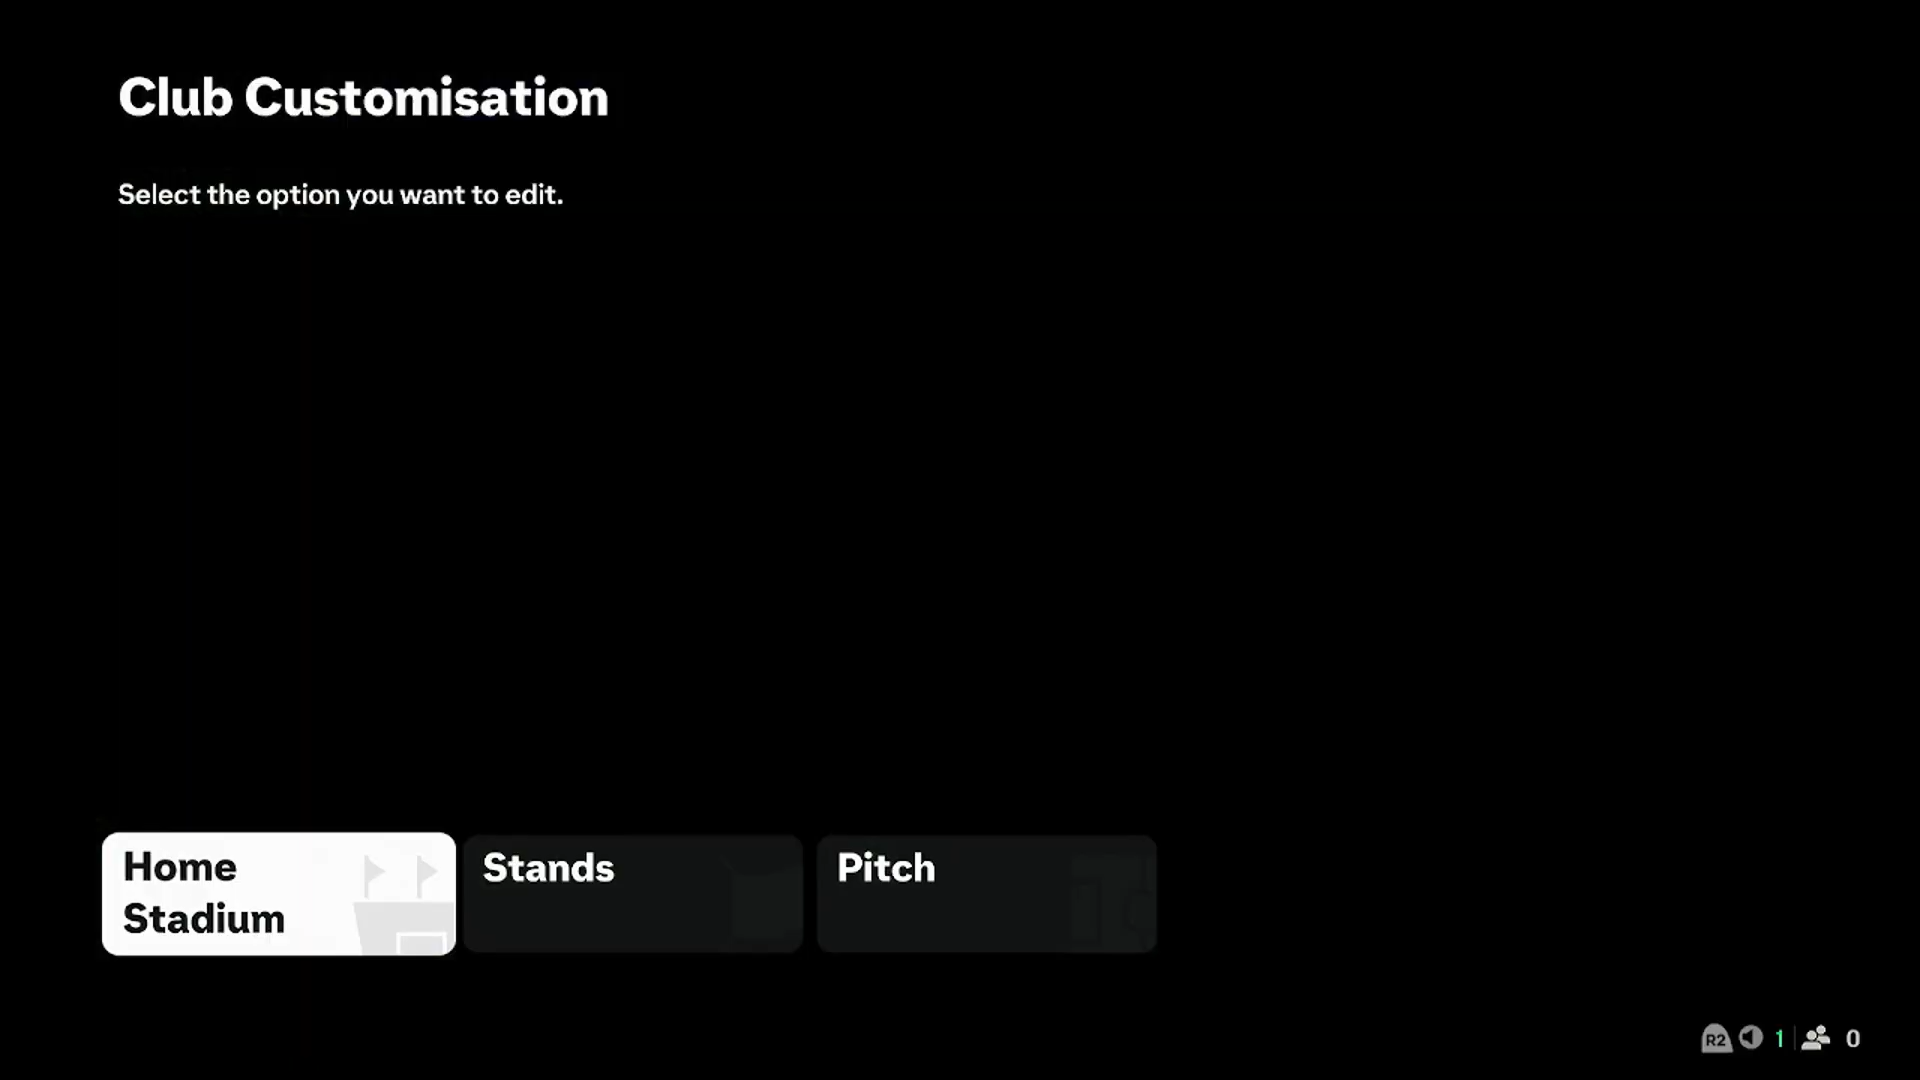 Club Customisation
Select the option you want to edit.
Home
Stadium
Stands
Pitch
R2 1 0